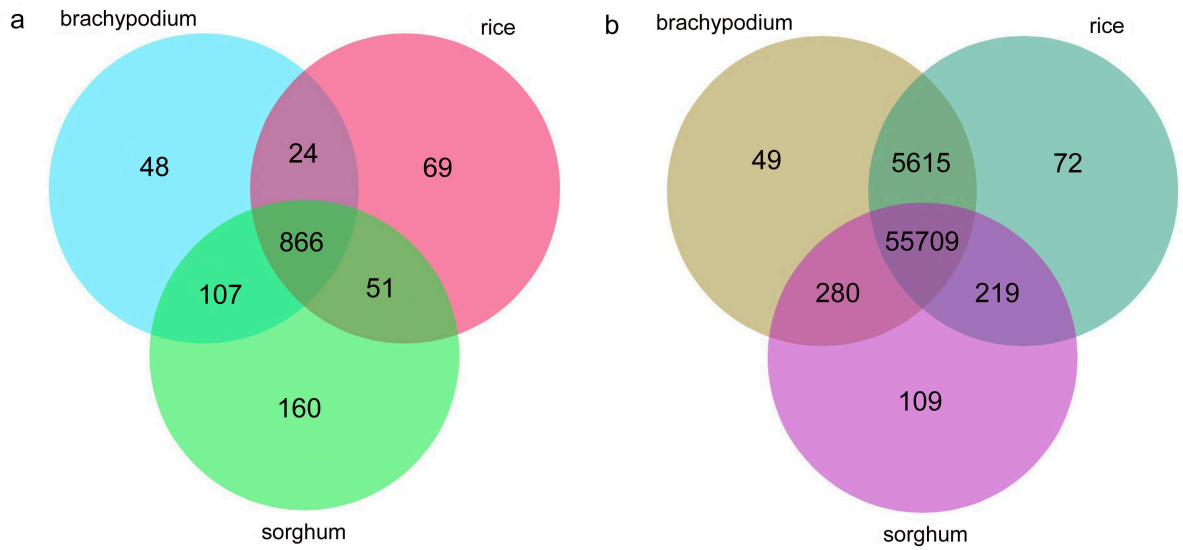 a
brachypodium
rice
48
24
69
866
107
51
160
sorghum
b
brachypodium
rice
49
5615
72
55709
280
219
109
sorghum